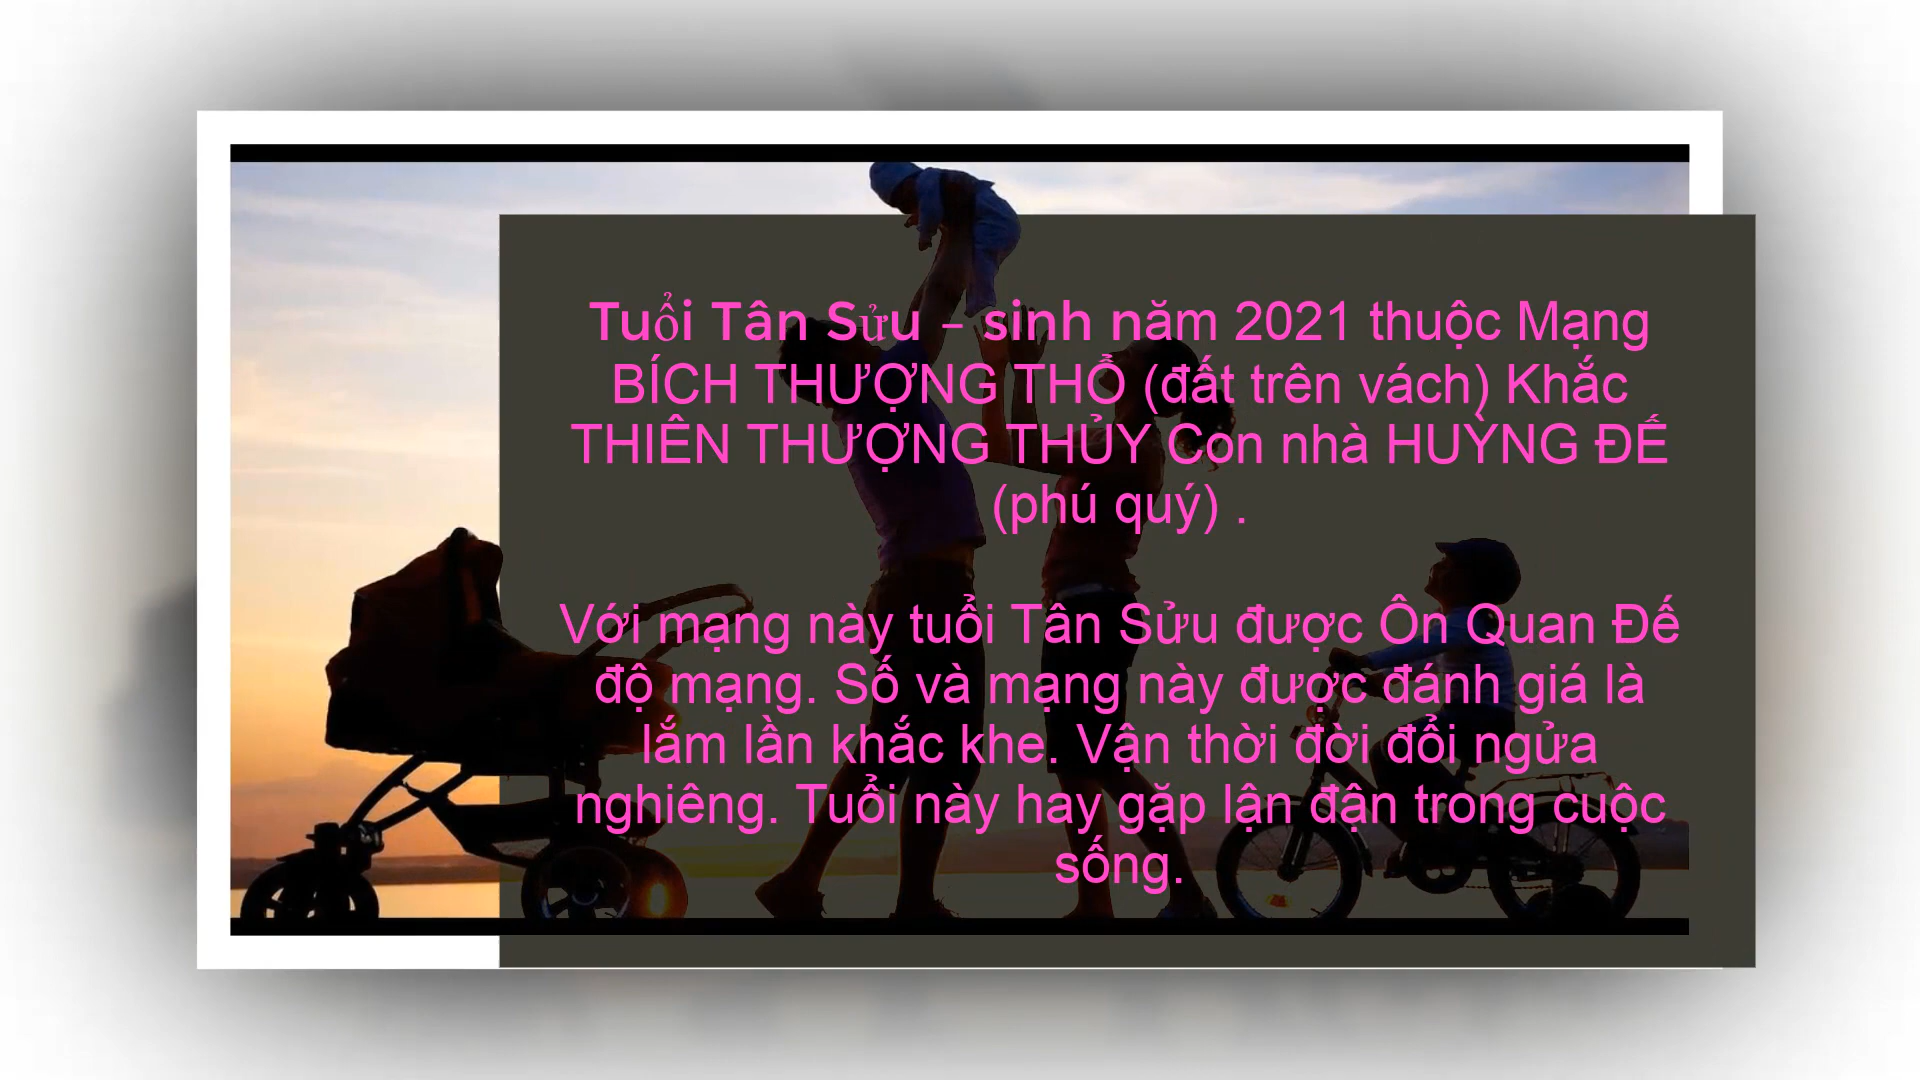 Tuổi Tân Sửu – sinh năm 2021 thuộc Mạng
BÍCH THƯỢNG THỔ (đất trên vách) Khắc
THIÊN THƯỢNG THỦY Con nhà HUỲNG ĐẾ
(phú quý) .
Với mạng này tuổi Tân Sửu được Ôn Quan Đế
độ mạng. Số và mạng này được đánh giá là
lắm lần khắc khe. Vận thời đời đổi ngửa
nghiêng. Tuổi này hay gặp lận đận trong cuộc
sống.